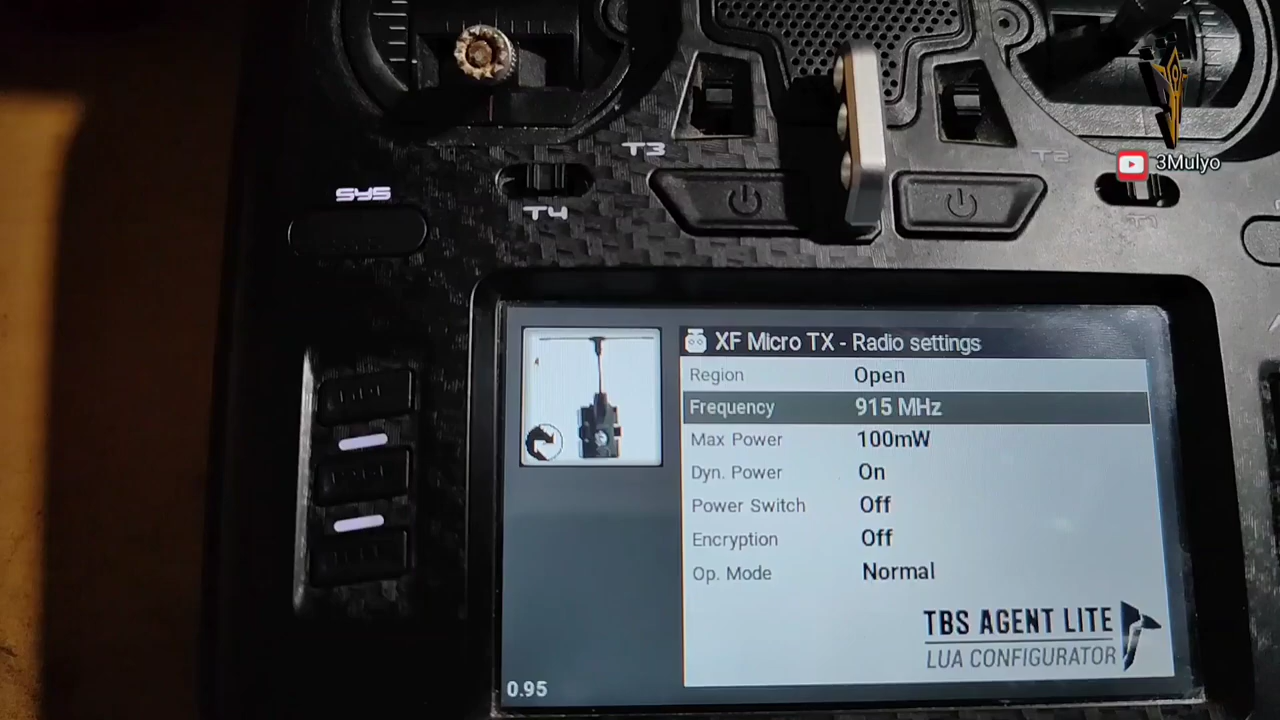 3Mulyo
T3
T2
SYS
T4
T1
XF Micro TX - Radio settings
Region Open
Frequency 915 MHz
Max Power 100mW
Dyn. Power On
Power Switch Off
Encryption Off
Op. Mode Normal
TBS AGENT LITE
LUA CONFIGURATOR
0.95